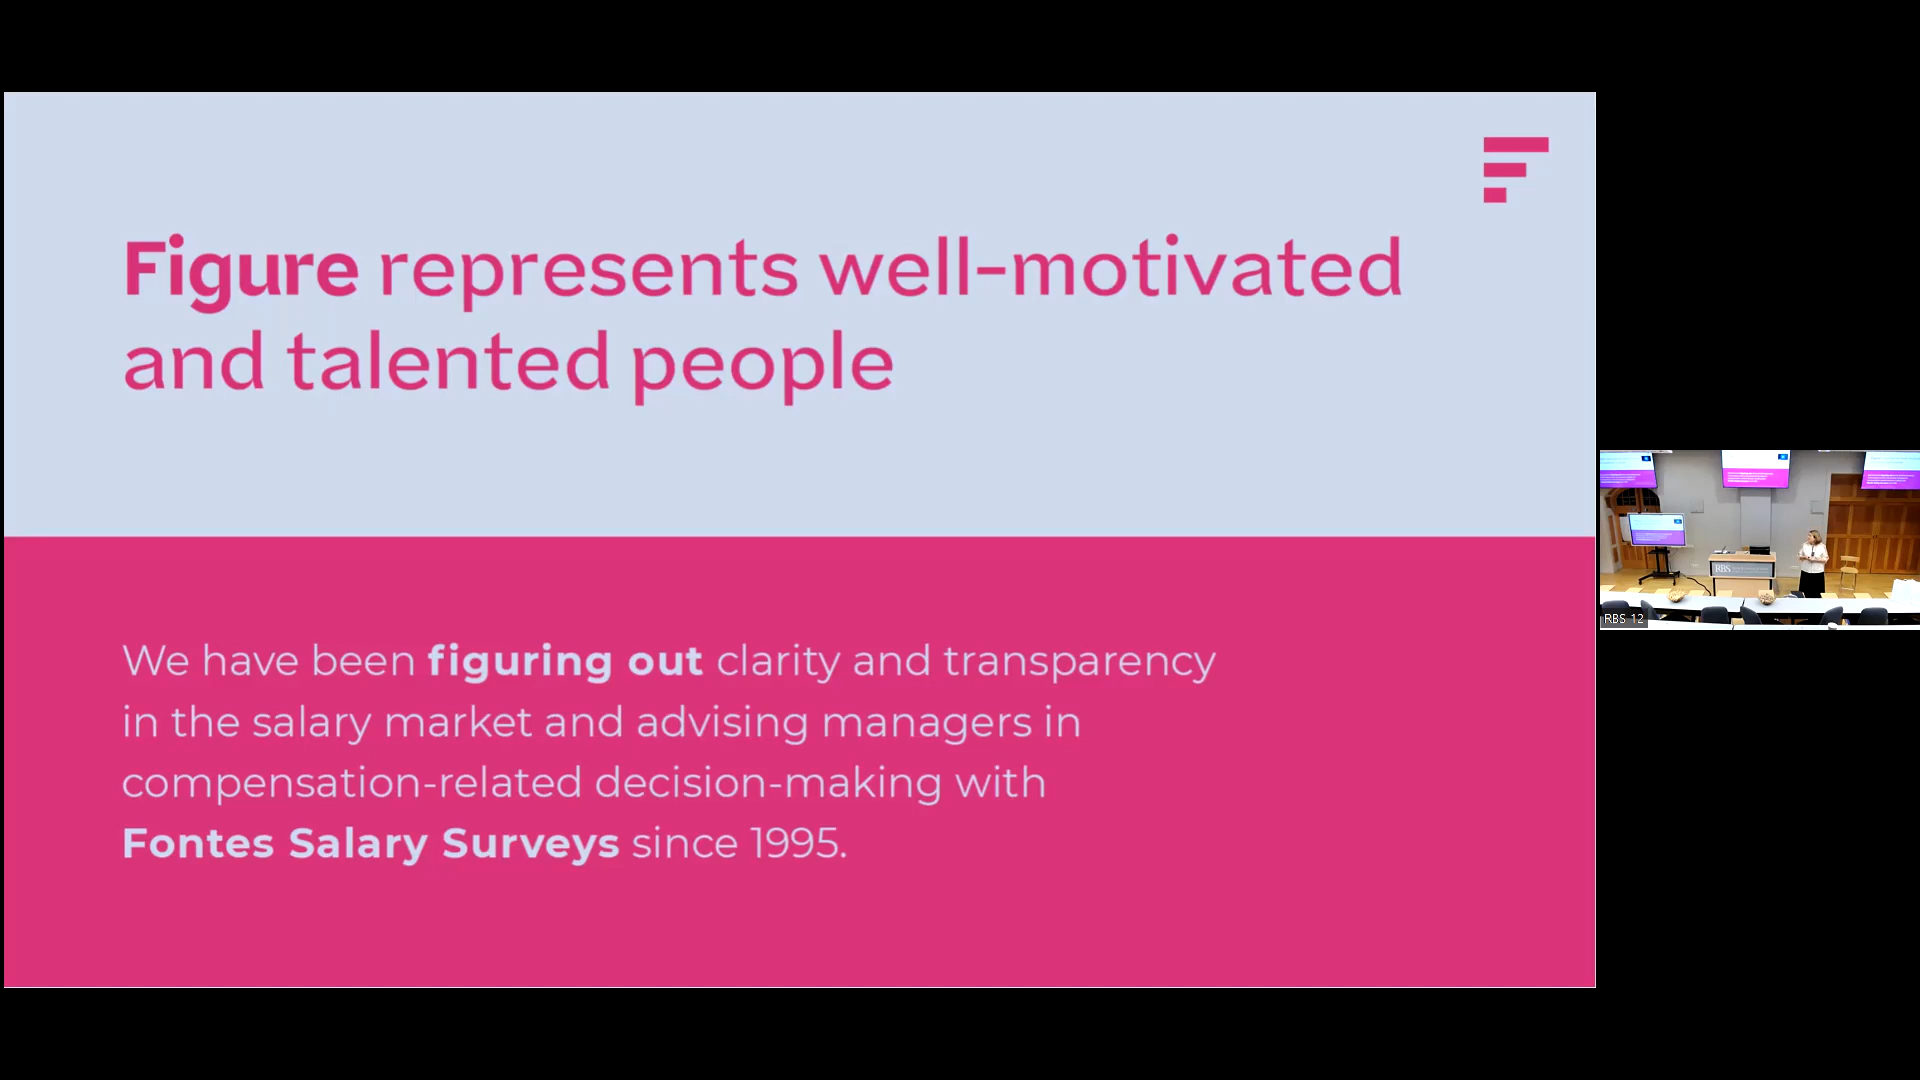 Figure represents well-motivated
and talented people
We have been figuring out clarity and transparency
in the salary market and advising managers in
compensation-related decision-making with
Fontes Salary Surveys since 1995.
RBS
RBS 12